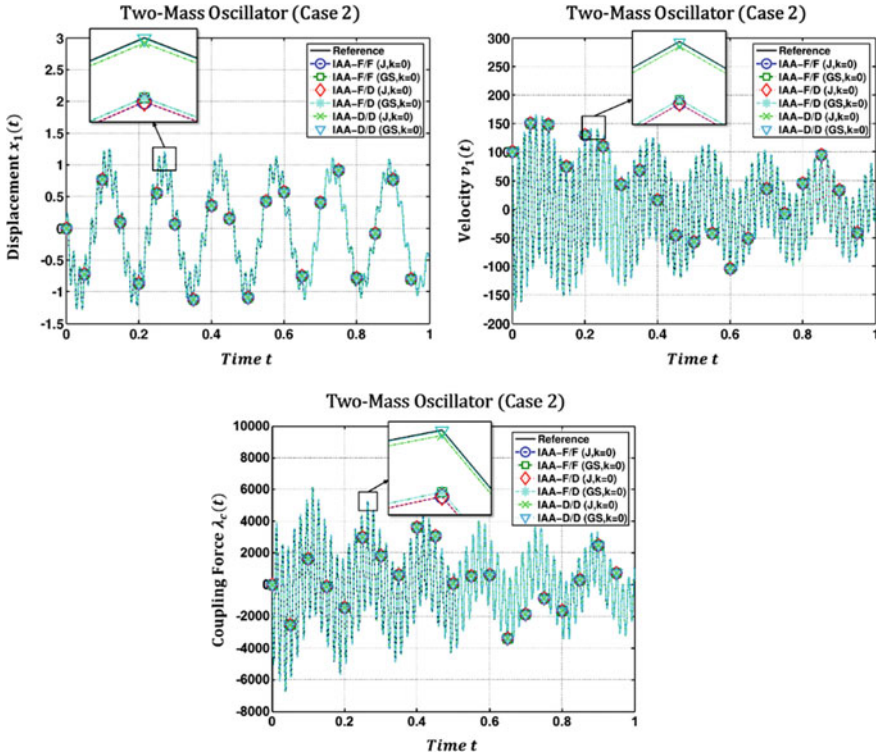 Two-Mass Oscillator (Case 2)
3
2.5
2
1.5
1
0.5
0
-0.5
-1
-1.5
Displacement x₁(t)
Reference
IAA-F/F (J,k=0)
IAA-F/F (GS,k=0)
IAA-F/D (J,k=0)
IAA-F/D (GS,k=0)
IAA-D/D (J,k=0)
IAA-D/D (GS,k=0)
0 0.2 0.4 0.6 0.8 1
Time t
Two-Mass Oscillator (Case 2)
300
250
200
150
100
50
0
-50
-100
-150
-200
Velocity v₁(t)
Reference
IAA-F/F (J,k=0)
IAA-F/F (GS,k=0)
IAA-F/D (J,k=0)
IAA-F/D (GS,k=0)
IAA-D/D (J,k=0)
IAA-D/D (GS,k=0)
0 0.2 0.4 0.6 0.8 1
Time t
Two-Mass Oscillator (Case 2)
10000
8000
6000
4000
2000
0
-2000
-4000
-6000
-8000
Coupling Force λc(t)
Reference
IAA-F/F (J,k=0)
IAA-F/F (GS,k=0)
IAA-F/D (J,k=0)
IAA-F/D (GS,k=0)
IAA-D/D (J,k=0)
IAA-D/D (GS,k=0)
0 0.2 0.4 0.6 0.8 1
Time t